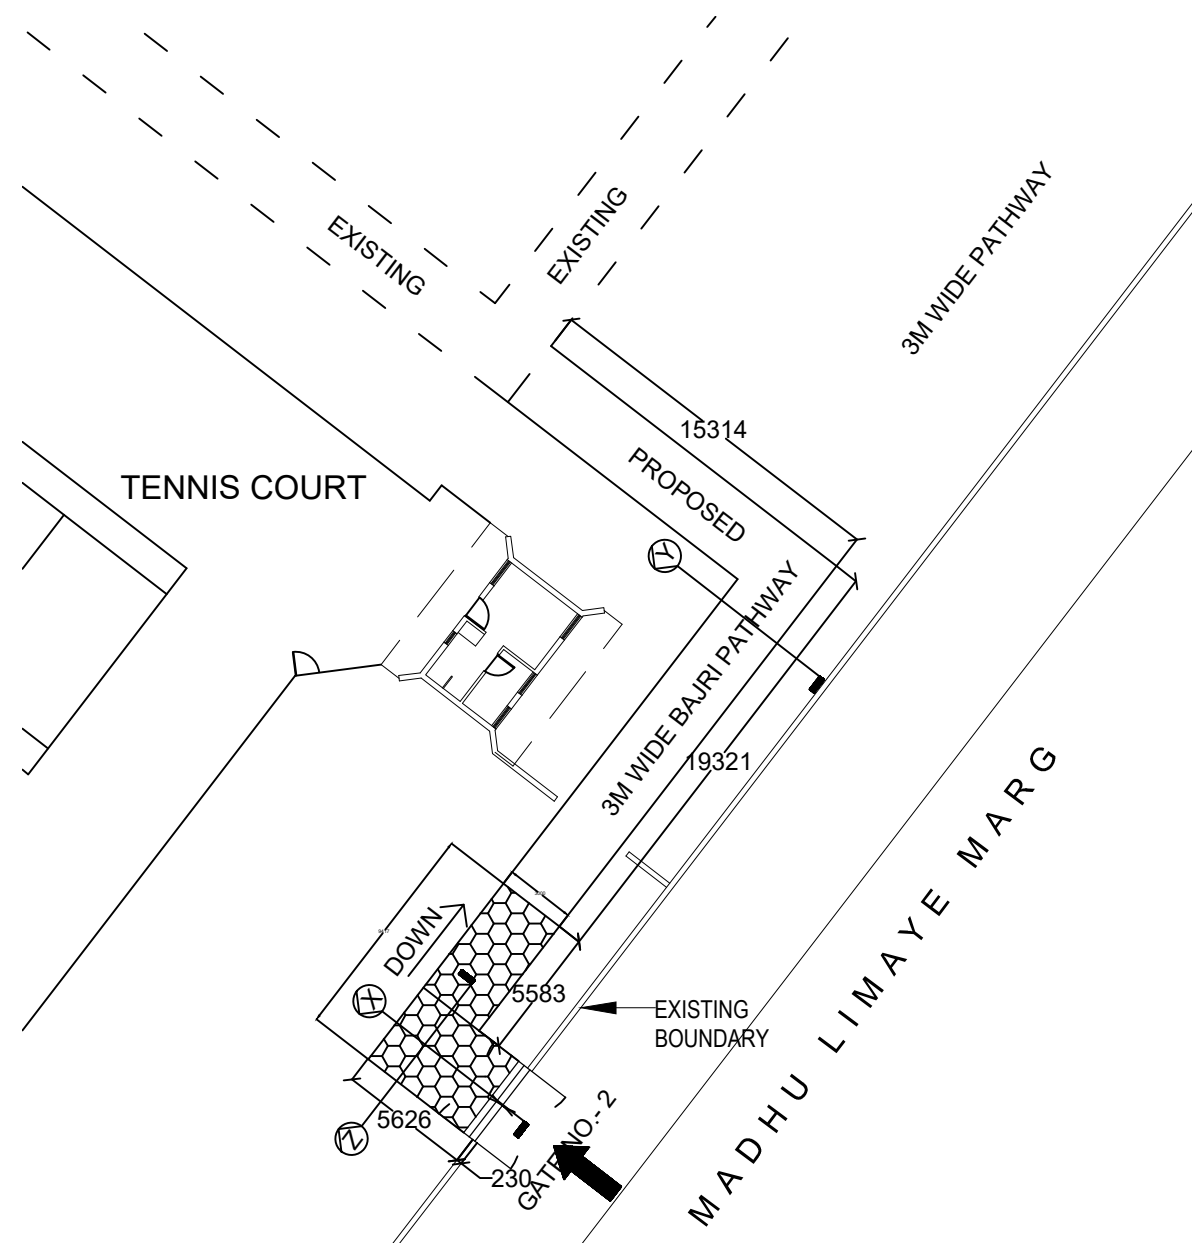 EXISTING
EXISTING
3M WIDE PATHWAY
15314
TENNIS COURT
PROPOSED
Y
3M WIDE BAJRI PATHWAY
19321
DOWN
X
5583
EXISTING
BOUNDARY
MADHU LIMAYE MARG
5626
Z
230
GATE NO.- 2